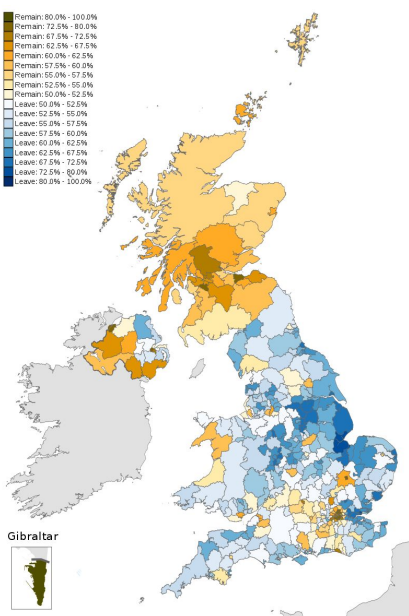 Remain: 80.0% - 100.0%
Remain: 72.5% - 80.0%
Remain: 67.5% - 72.5%
Remain: 62.5% - 67.5%
Remain: 60.0% - 62.5%
Remain: 57.5% - 60.0%
Remain: 55.0% - 57.5%
Remain: 52.5% - 55.0%
Remain: 50.0% - 52.5%
Leave: 50.0% - 52.5%
Leave: 52.5% - 55.0%
Leave: 55.0% - 57.5%
Leave: 57.5% - 60.0%
Leave: 60.0% - 62.5%
Leave: 62.5% - 67.5%
Leave: 67.5% - 72.5%
Leave: 72.5% - 80.0%
Leave: 80.0% - 100.0%
Gibraltar